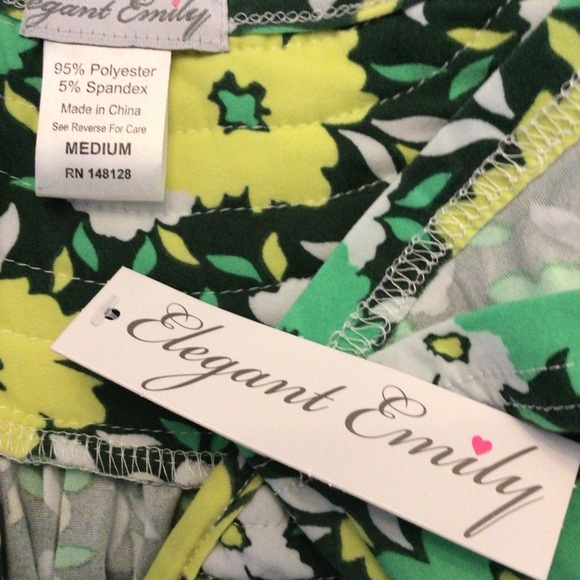 Elegant Emily
95% Polyester
5% Spandex
Made in China
See Reverse For Care
MEDIUM
RN 148128
Elegant Emily